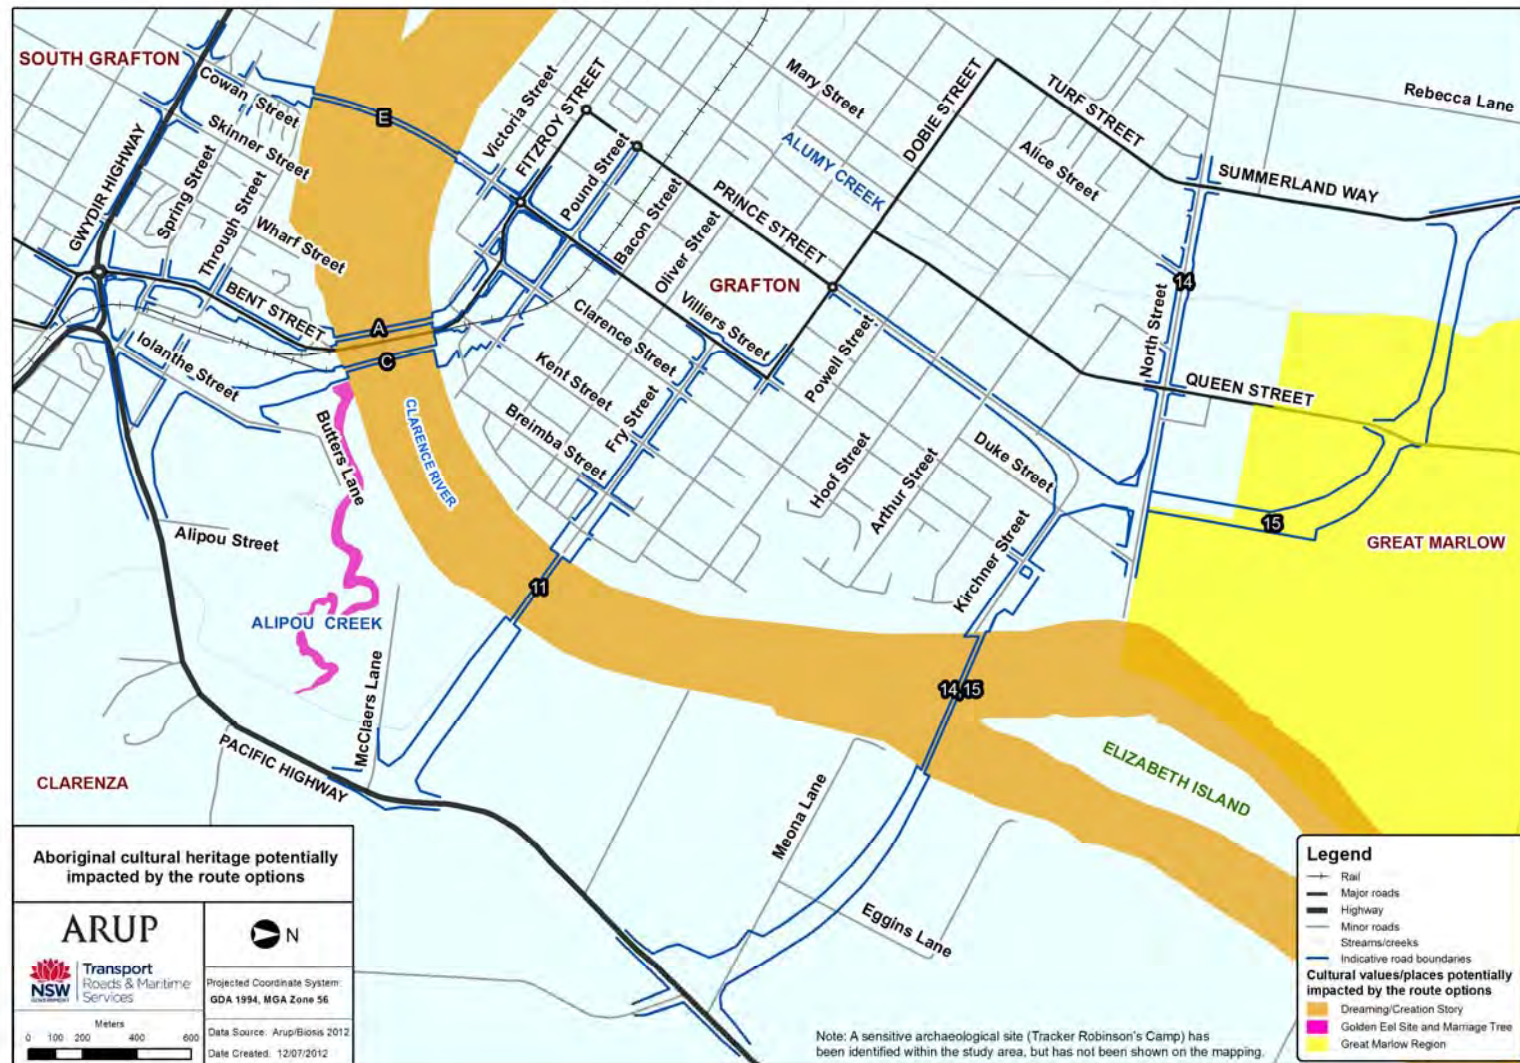 SOUTH GRAFTON
Cowan Street
Skinner Street
GWYDIR HIGHWAY
Spring Street
Through Street
Wharf Street
BENT STREET
Iolanthe Street
Butters Lane
Alipou Street
ALIPOU CREEK
McClaers Lane
PACIFIC HIGHWAY
CLARENZA
E
A
C
CLARENCE RIVER
Victoria Street
FITZROY STREET
Pound Street
Bacon Street
Oliver Street
PRINCE STREET
GRAFTON
Villiers Street
Clarence Street
Kent Street
Breimba Street
Fry Street
11
Mary Street
ALUMY CREEK
DOBIE STREET
TURF STREET
Alice Street
Rebecca Lane
SUMMERLAND WAY
14
North Street
QUEEN STREET
Powell Street
Hoof Street
Arthur Street
Duke Street
Kirchner Street
15
GREAT MARLOW
14,15
ELIZABETH ISLAND
Meona Lane
Eggins Lane
Aboriginal cultural heritage potentially
impacted by the route options
ARUP
N
NSW
GOVERNMENT
Transport
Roads & Maritime
Services
Meters
0 100 200 400 600
Projected Coordinate System:
GDA 1994, MGA Zone 56
Data Source: Arup/Biosis 2012
Date Created: 12/07/2012
Note: A sensitive archaeological site (Tracker Robinson's Camp) has
been identified within the study area, but has not been shown on the mapping.
Legend
Rail
Major roads
Highway
Minor roads
Streams/creeks
Indicative road boundaries
Cultural values/places potentially
impacted by the route options
Dreaming/Creation Story
Golden Eel Site and Marriage Tree
Great Marlow Region